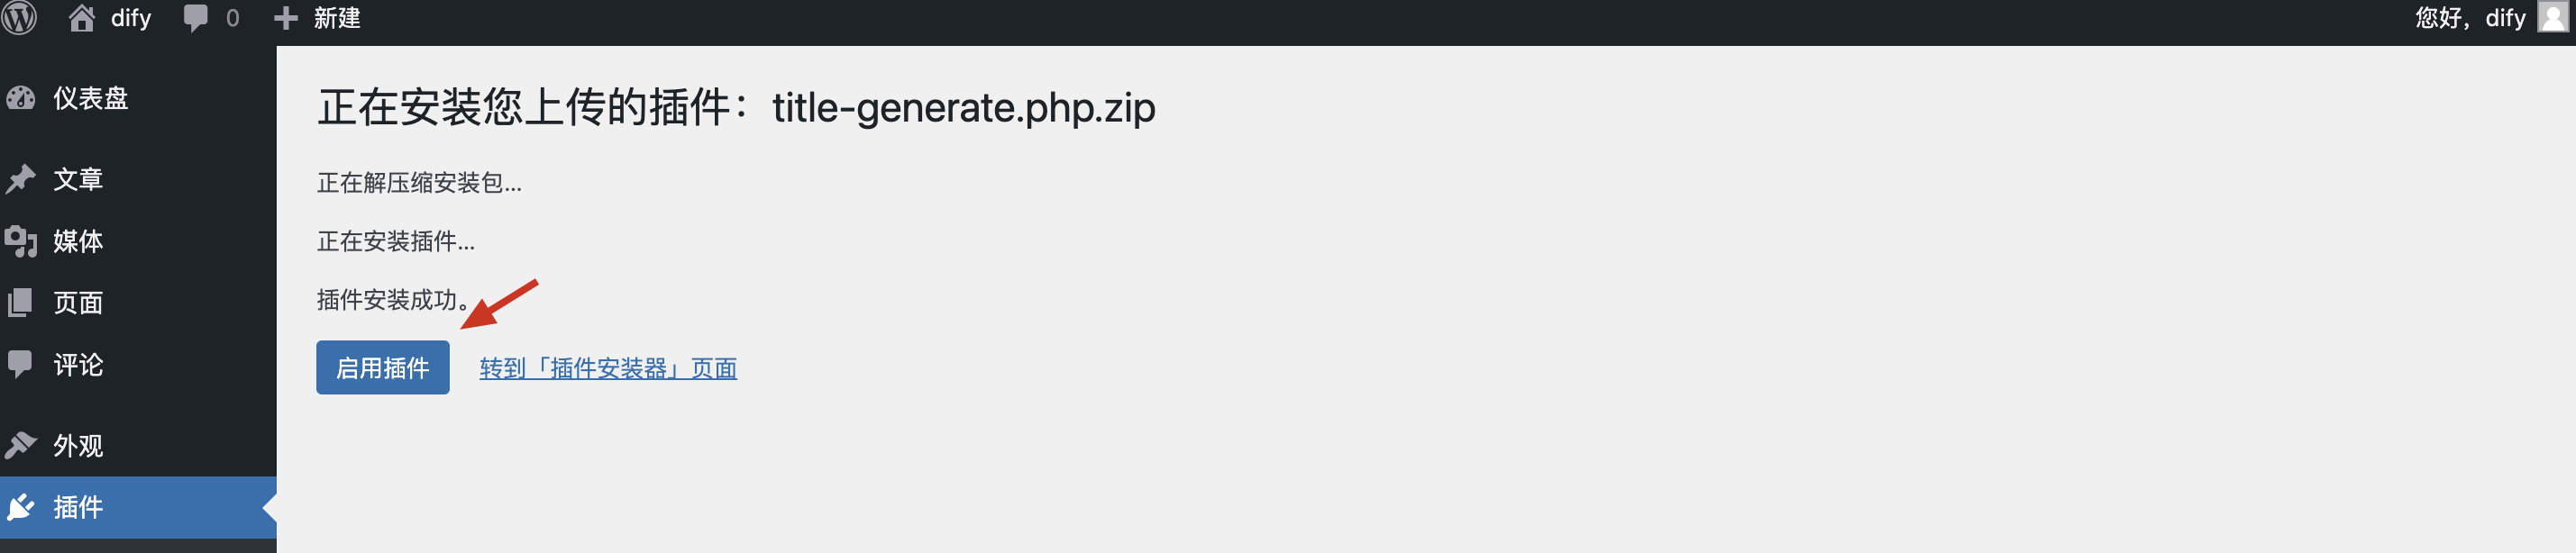 dify
0
新建
您好，dify
仪表盘
文章
媒体
页面
评论
外观
插件
正在安装您上传的插件：title-generate.php.zip
正在解压缩安装包...
正在安装插件...
插件安装成功。
启用插件
转到「插件安装器」页面